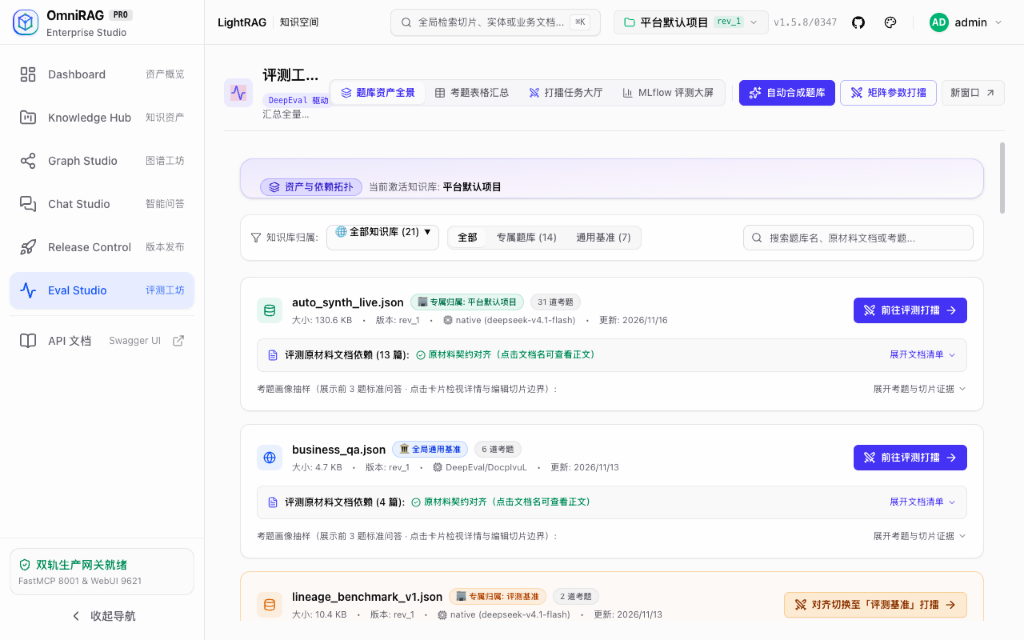 OmniRAG PRO
Enterprise Studio
LightRAG 知识空间
全局检索切片、实体或业务文档... ⌘K
平台默认项目 rev_1
v1.5.8/0347
AD admin
Dashboard 资产概览
Knowledge Hub 知识资产
Graph Studio 图谱工坊
Chat Studio 智能问答
Release Control 版本发布
Eval Studio 评测工坊
API 文档 Swagger UI
双轨生产网关就绪
FastMCP 8001 & WebUI 9621
收起导航
评测工...
DeepEval 驱动
汇总全量...
题库资产全景 考题表格汇总 打擂任务大厅 MLflow 评测大屏
自动合成题库 矩阵参数打擂 新窗口
资产与依赖拓扑 当前激活知识库: 平台默认项目
知识库归属: 全部知识库 (21) ▼ 全部 专属题库 (14) 通用基准 (7) 搜索题库名、原材料文档或考题...
auto_synth_live.json 专属归属: 平台默认项目 31 道考题
大小: 130.6 KB • 版本: rev_1 • native (deepseek-v4.1-flash) • 更新: 2026/11/16
前往评测打擂
评测原材料文档依赖 (13 篇): 原材料契约对齐（点击文档名可查看正文） 展开文档清单
考题画像抽样（展示前 3 题标准问答 · 点击卡片检视详情与编辑切片边界）: 展开考题与切片证据
business_qa.json 全局通用基准 6 道考题
大小: 4.7 KB • 版本: rev_1 • DeepEval/DocpIvuL • 更新: 2026/11/13
前往评测打擂
评测原材料文档依赖 (4 篇): 原材料契约对齐（点击文档名可查看正文） 展开文档清单
考题画像抽样（展示前 3 题标准问答 · 点击卡片检视详情与编辑切片边界）: 展开考题与切片证据
lineage_benchmark_v1.json 专属归属: 评测基准 2 道考题
大小: 10.4 KB • 版本: rev_1 • native (deepseek-v4.1-flash) • 更新: 2026/11/13
对齐切换至「评测基准」打擂